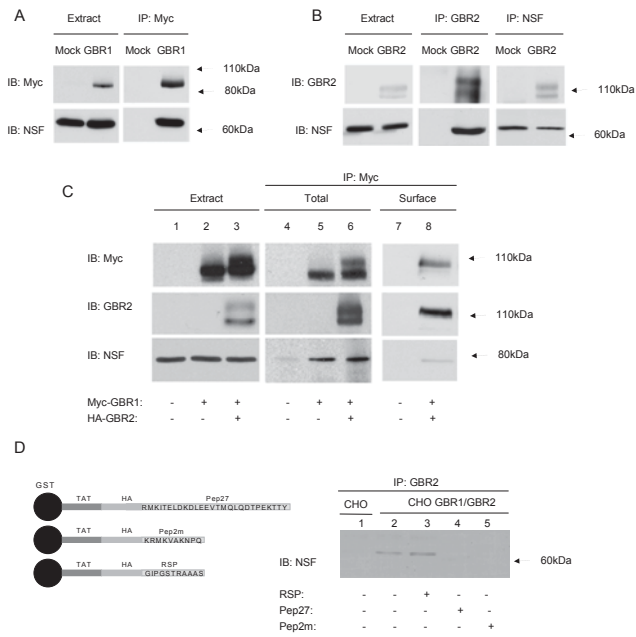 A
Extract
IP: Myc
Mock GBR1
Mock GBR1
110kDa
IB: Myc
80kDa
IB: NSF
60kDa
B
Extract
IP: GBR2
IP: NSF
Mock GBR2
Mock GBR2
Mock GBR2
IB: GBR2
110kDa
IB: NSF
60kDa
C
IP: Myc
Extract
Total
Surface
1 2 3 4 5 6 7 8
IB: Myc
110kDa
IB: GBR2
110kDa
IB: NSF
80kDa
Myc-GBR1: - + + - + + - +
HA-GBR2: - - + - - + - +
D
GST
TAT HA Pep27
RMKITELDKDLEEVTMQLQDTPEKTTY
TAT HA Pep2m
KRMKVAKNPQ
TAT HA RSP
GIPGSTRAAAS
IP: GBR2
CHO
CHO GBR1/GBR2
1 2 3 4 5
IB: NSF
60kDa
RSP: - - + - -
Pep27: - - - + -
Pep2m: - - - - +